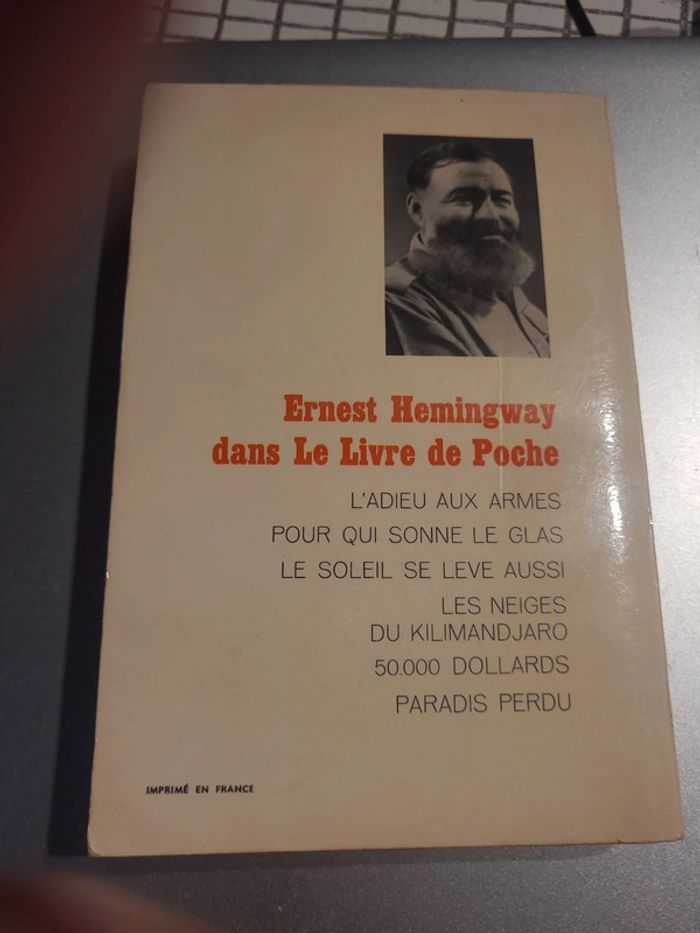 Ernest Hemingway
dans Le Livre de Poche
L'ADIEU AUX ARMES
POUR QUI SONNE LE GLAS
LE SOLEIL SE LEVE AUSSI
LES NEIGES
DU KILIMANDJARO
50.000 DOLLARDS
PARADIS PERDU
IMPRIMÉ EN FRANCE